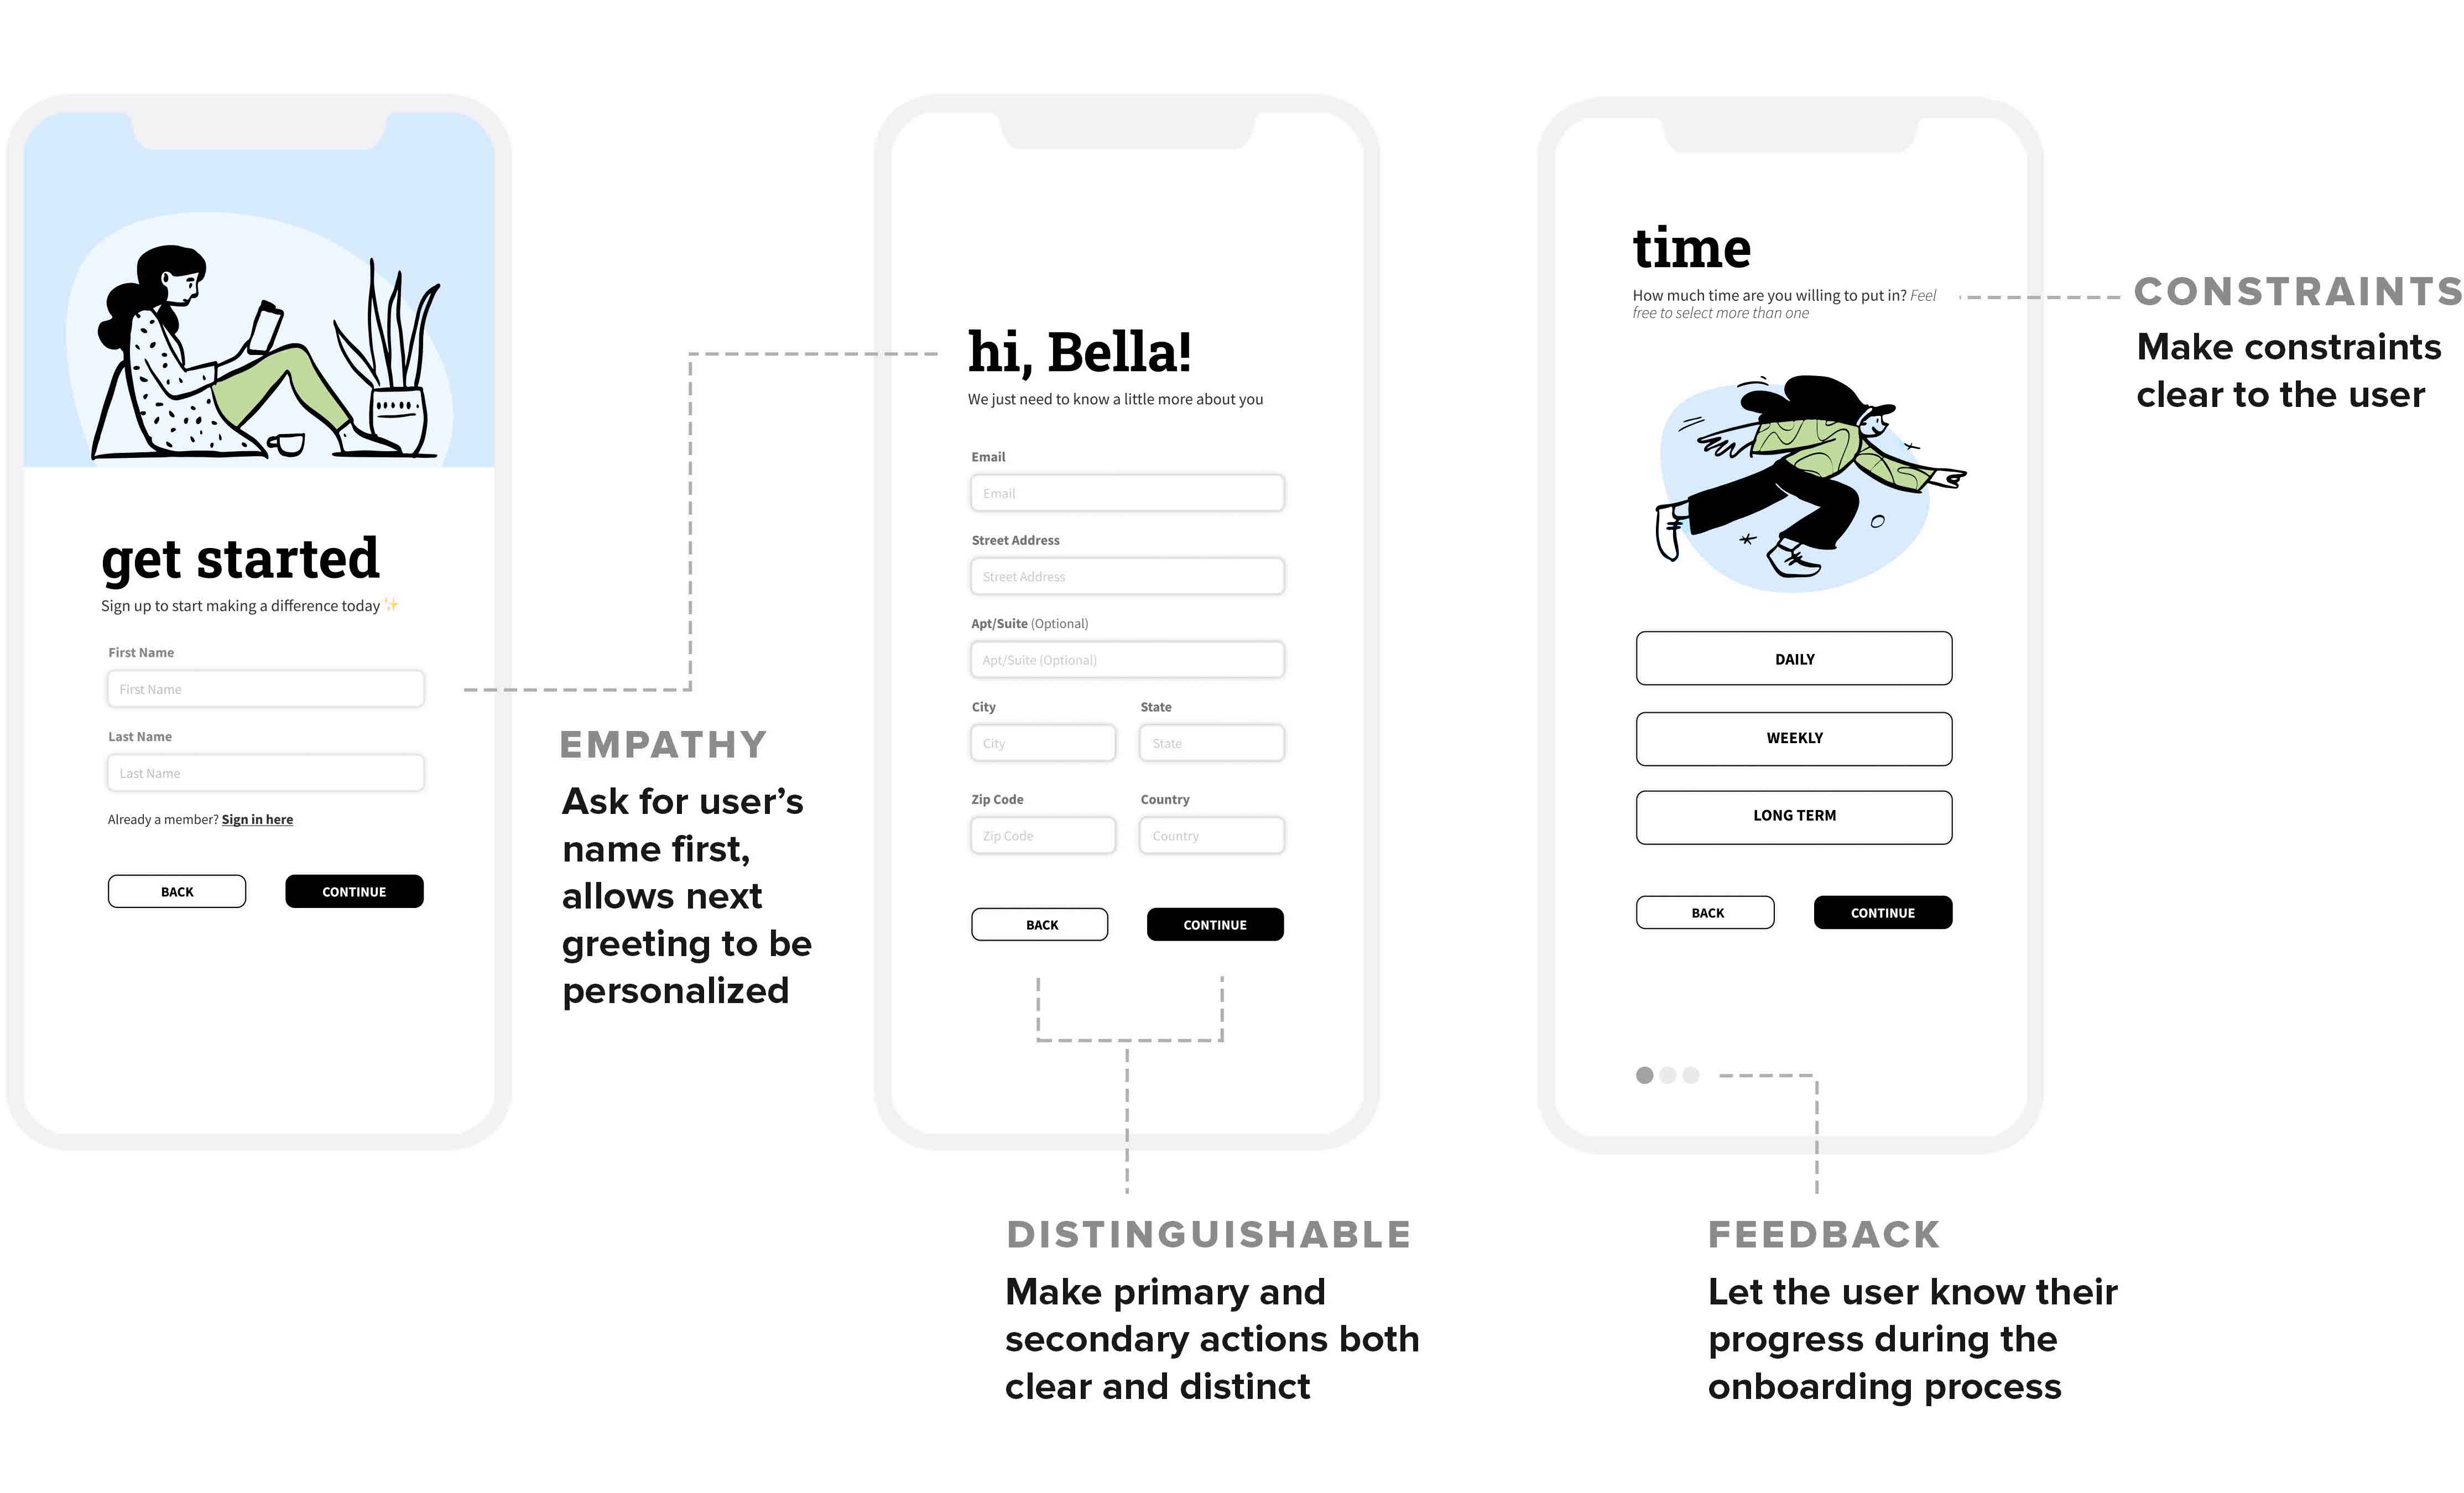 get started
Sign up to start making a difference today ✨
First Name
First Name
Last Name
Last Name
Already a member? Sign in here
BACK
CONTINUE
EMPATHY
Ask for user’s
name first,
allows next
greeting to be
personalized
hi, Bella!
We just need to know a little more about you
Email
Email
Street Address
Street Address
Apt/Suite (Optional)
Apt/Suite (Optional)
City
State
City
State
Zip Code
Country
Zip Code
Country
BACK
CONTINUE
DISTINGUISHABLE
Make primary and
secondary actions both
clear and distinct
time
How much time are you willing to put in? Feel
free to select more than one
DAILY
WEEKLY
LONG TERM
BACK
CONTINUE
CONSTRAINTS
Make constraints
clear to the user
FEEDBACK
Let the user know their
progress during the
onboarding process